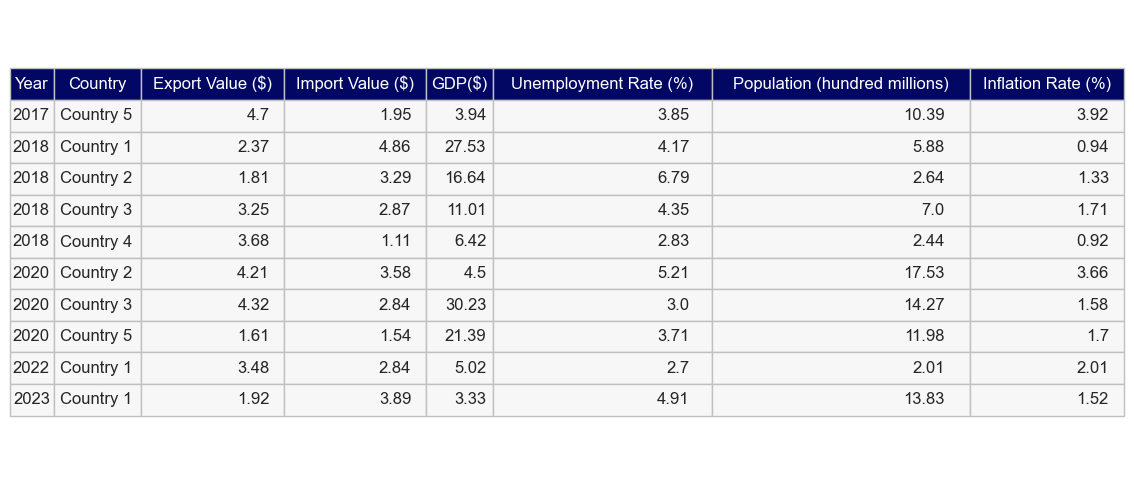 Year Country Export Value ($) Import Value ($) GDP($) Unemployment Rate (%) Population (hundred millions) Inflation Rate (%)
2017 Country 5 4.7 1.95 3.94 3.85 10.39 3.92
2018 Country 1 2.37 4.86 27.53 4.17 5.88 0.94
2018 Country 2 1.81 3.29 16.64 6.79 2.64 1.33
2018 Country 3 3.25 2.87 11.01 4.35 7.0 1.71
2018 Country 4 3.68 1.11 6.42 2.83 2.44 0.92
2020 Country 2 4.21 3.58 4.5 5.21 17.53 3.66
2020 Country 3 4.32 2.84 30.23 3.0 14.27 1.58
2020 Country 5 1.61 1.54 21.39 3.71 11.98 1.7
2022 Country 1 3.48 2.84 5.02 2.7 2.01 2.01
2023 Country 1 1.92 3.89 3.33 4.91 13.83 1.52